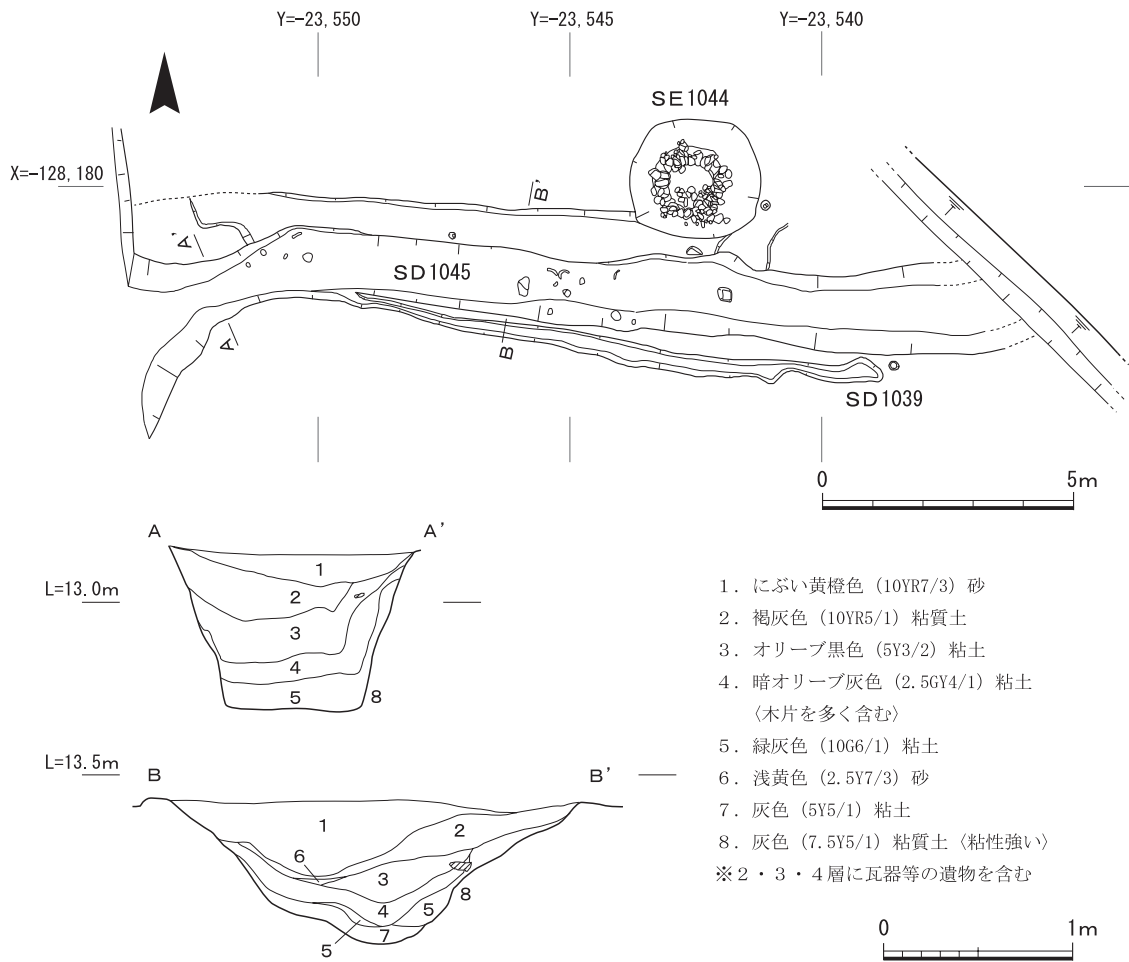 Y=-23,550
Y=-23,545
Y=-23,540
SE1044
X=-128,180
B'
A'
SD1045
A
B
SD1039
0 5m
A A'
L=13.0m
1
2
3
4
5 8
L=13.5m
B B'
1
2
6
3
8
4
5
7
5
1．にぶい黄橙色（10YR7/3）砂
2．褐灰色（10YR5/1）粘質土
3．オリーブ黒色（5Y3/2）粘土
4．暗オリーブ灰色（2.5GY4/1）粘土
〈木片を多く含む〉
5．緑灰色（10G6/1）粘土
6．浅黄色（2.5Y7/3）砂
7．灰色（5Y5/1）粘土
8．灰色（7.5Y5/1）粘質土〈粘性強い〉
※2・3・4層に瓦器等の遺物を含む
0 1m